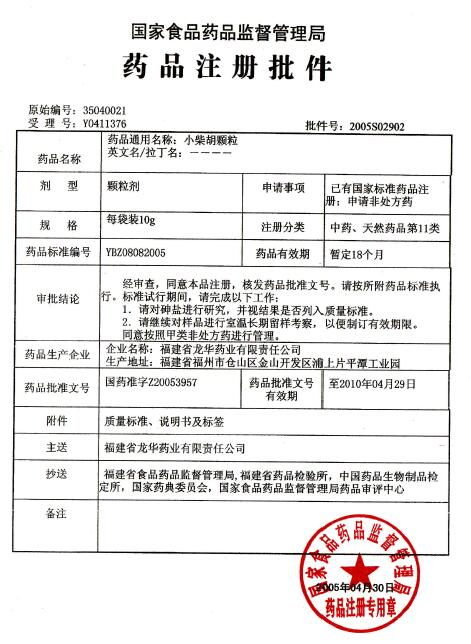 国家食品药品监督管理局
药品注册批件
原始编号：35040021
受 理 号：Y0411376
批件号：2005S02902
药品名称
药品通用名称：小柴胡颗粒
英文名/拉丁名：————
剂 型
颗粒剂
申请事项
已有国家标准药品注
册；申请非处方药
规 格
每袋装10g
注册分类
中药、天然药品第11类
药品标准编号
YBZ08082005
药品有效期
暂定18个月
审批结论
经审查，同意本品注册，核发药品批准文号。请按所附药品标准执
行。标准试行期间，请完成以下工作：
1. 请对砷盐进行研究，并视结果是否列入质量标准。
2. 请继续对样品进行室温长期留样考察，以便制订有效期限。
同意按照甲类非处方药进行管理。
药品生产企业
企业名称：福建省龙华药业有限责任公司
生产地址：福建省福州市仓山区金山开发区浦上片平潭工业园
药品批准文号
国药准字Z20053957
药品批准文号
有效期
至2010年04月29日
附件
质量标准、说明书及标签
主送
福建省龙华药业有限责任公司
抄送
福建省食品药品监督管理局，福建省药品检验所，中国药品生物制品检
定所，国家药典委员会，国家食品药品监督管理局药品审评中心
备注
国家食品药品监督管理局
2005年04月30日
药品注册专用章